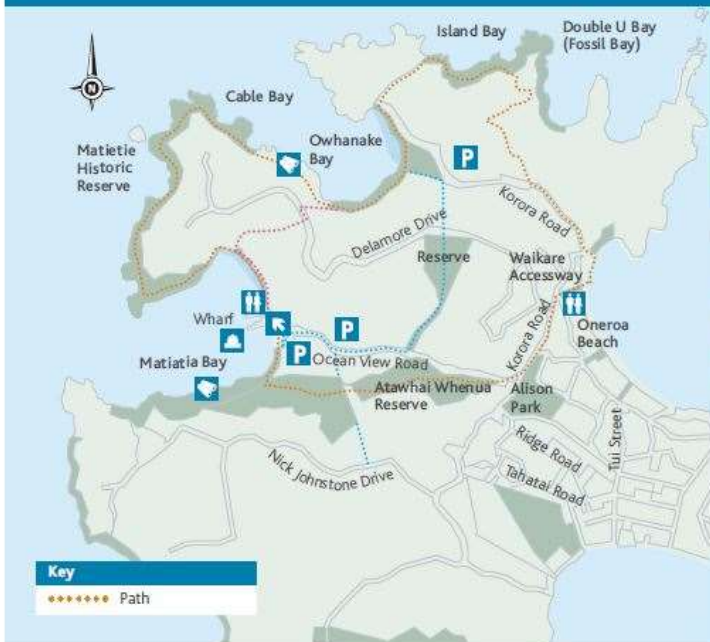 Island Bay
Double U Bay
(Fossil Bay)
N
Cable Bay
Owhanake
Bay
P
Matietie
Historic
Reserve
Korora Road
Delamore Drive
Reserve
Waikare
Accessway
Wharf
P
Korora Road
Oneroa
Beach
P
Ocean View Road
Matiatia Bay
Atawhai Whenua
Reserve
Alison
Park
Ridge Road
Tui Street
Nick Johnstone Drive
Tahatai Road
Key
Path